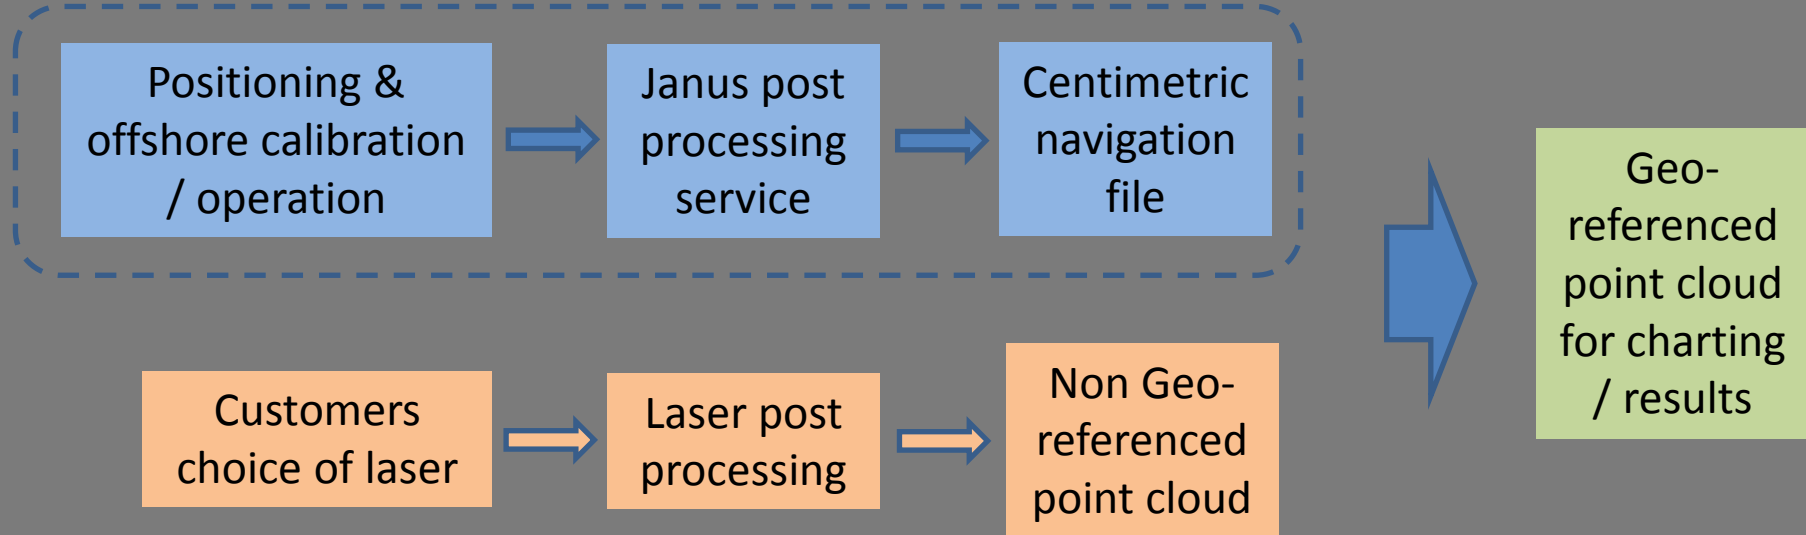 Positioning &
offshore calibration
/ operation
Janus post
processing
service
Centimetric
navigation
file
Customers
choice of laser
Laser post
processing
Non Geo-
referenced
point cloud
Geo-
referenced
point cloud
for charting
/ results